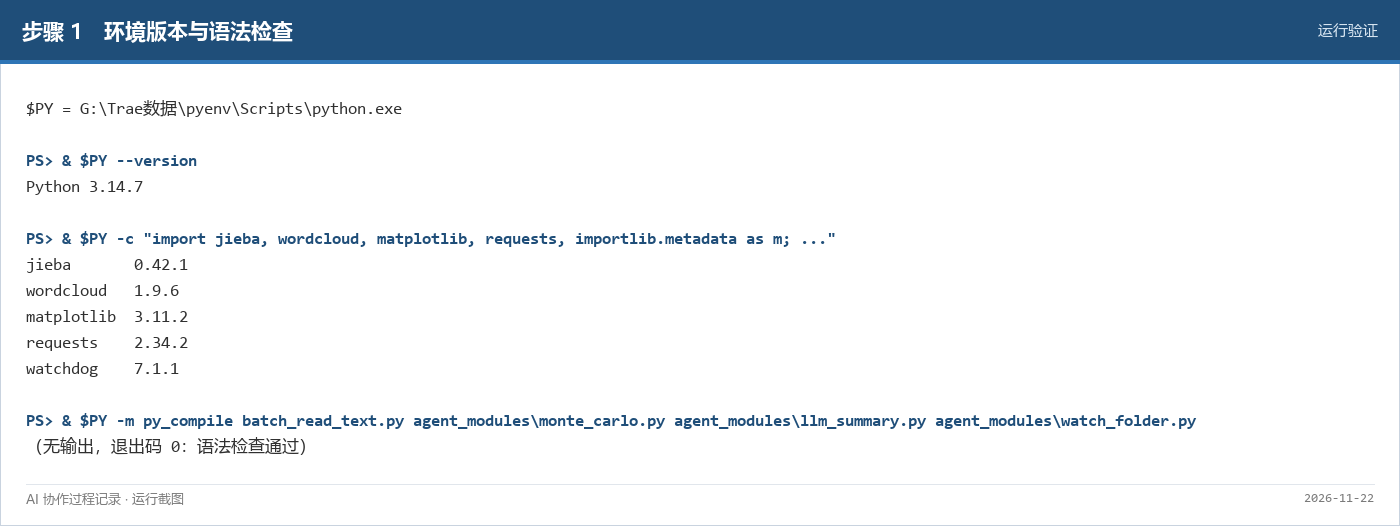 步骤 1 环境版本与语法检查
运行验证
$PY = G:\Trae数据\pyenv\Scripts\python.exe
PS> & $PY --version
Python 3.14.7
PS> & $PY -c "import jieba, wordcloud, matplotlib, requests, importlib.metadata as m; ..."
jieba       0.42.1
wordcloud   1.9.6
matplotlib  3.11.2
requests    2.34.2
watchdog    7.1.1
PS> & $PY -m py_compile batch_read_text.py agent_modules\monte_carlo.py agent_modules\llm_summary.py agent_modules\watch_folder.py
（无输出，退出码 0：语法检查通过）
AI 协作过程记录 · 运行截图
2026-11-22